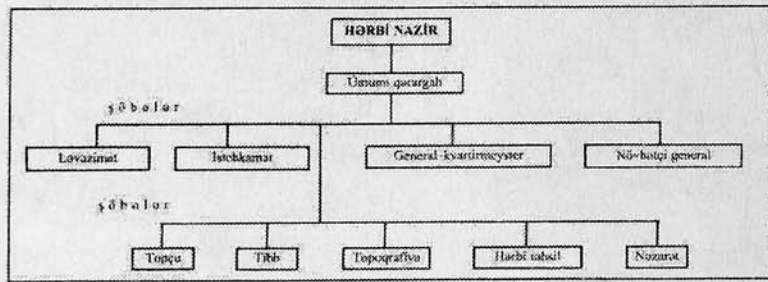 HƏRBİ NAZİR
Ümumi qərargah
şöbələr
Ləvazimat İstehkamat General-kvartirmeyster Növbətçi general
şöbələr
Topçu Tibb Topoqrafiya Hərbi təhsil Nəzarət